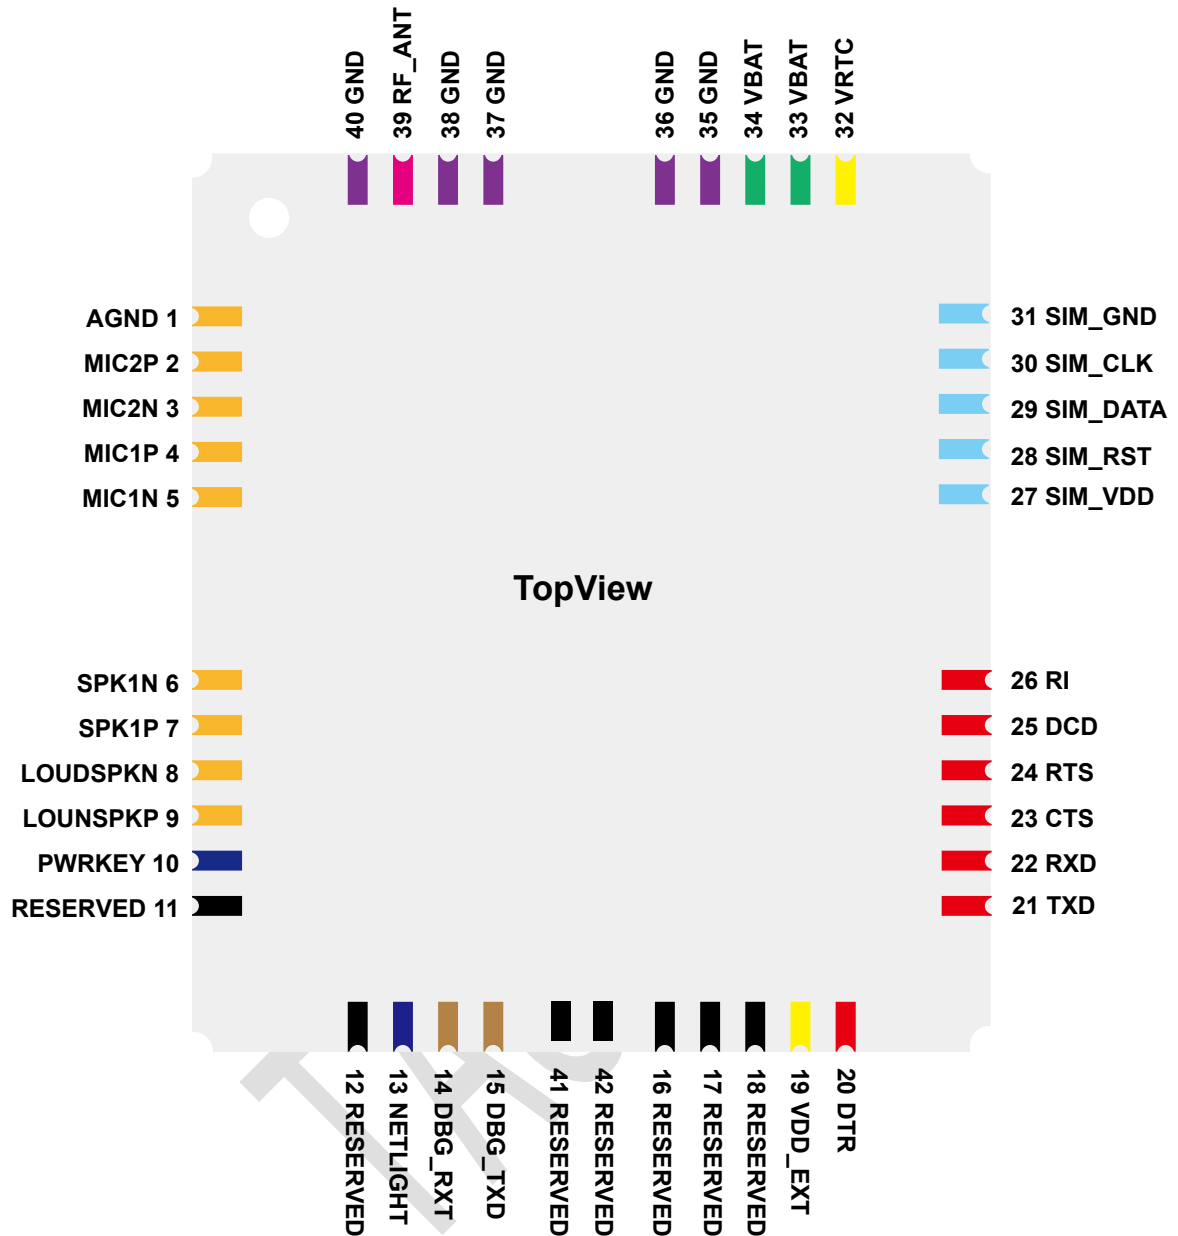 40 GND
39 RF_ANT
38 GND
37 GND
36 GND
35 GND
34 VBAT
33 VBAT
32 VRTC
AGND 1
MIC2P 2
MIC2N 3
MIC1P 4
MIC1N 5
31 SIM_GND
30 SIM_CLK
29 SIM_DATA
28 SIM_RST
27 SIM_VDD
TopView
SPK1N 6
SPK1P 7
LOUDSPKN 8
LOUNSPKP 9
PWRKEY 10
RESERVED 11
26 RI
25 DCD
24 RTS
23 CTS
22 RXD
21 TXD
12 RESERVED
13 NETLIGHT
14 DBG_RXT
15 DBG_TXD
41 RESERVED
42 RESERVED
16 RESERVED
17 RESERVED
18 RESERVED
19 VDD_EXT
20 DTR